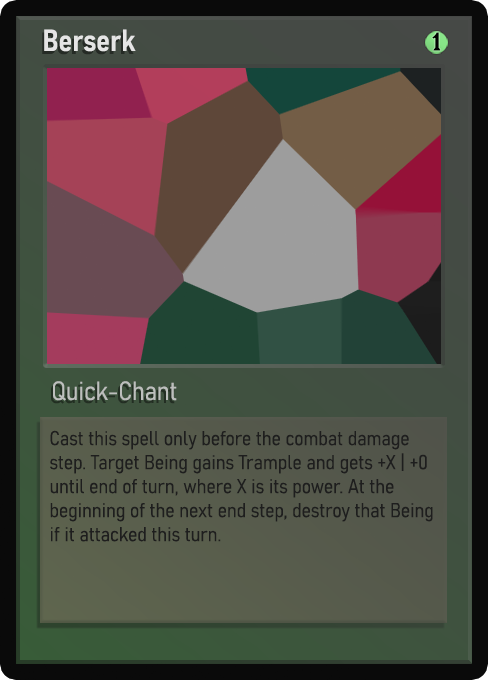 Berserk 1
Quick-Chant
Cast this spell only before the combat damage
step. Target Being gains Trample and gets +X | +0
until end of turn, where X is its power. At the
beginning of the next end step, destroy that Being
if it attacked this turn.